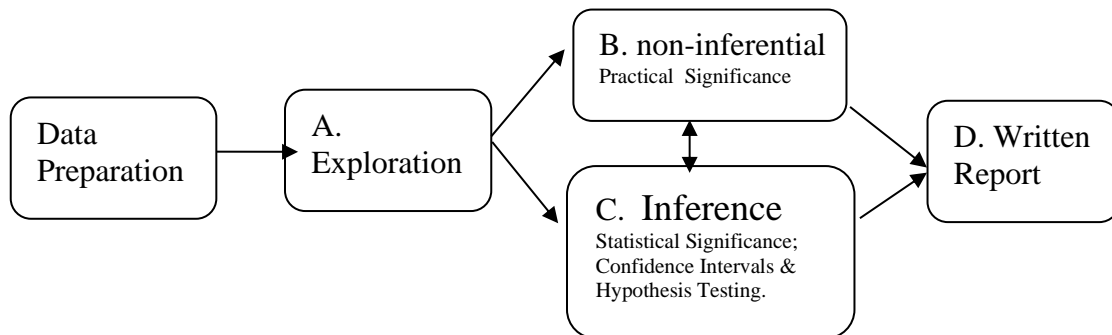 Data
Preparation
A.
Exploration
B. non-inferential
Practical Significance
C. Inference
Statistical Significance;
Confidence Intervals &
Hypothesis Testing.
D. Written
Report